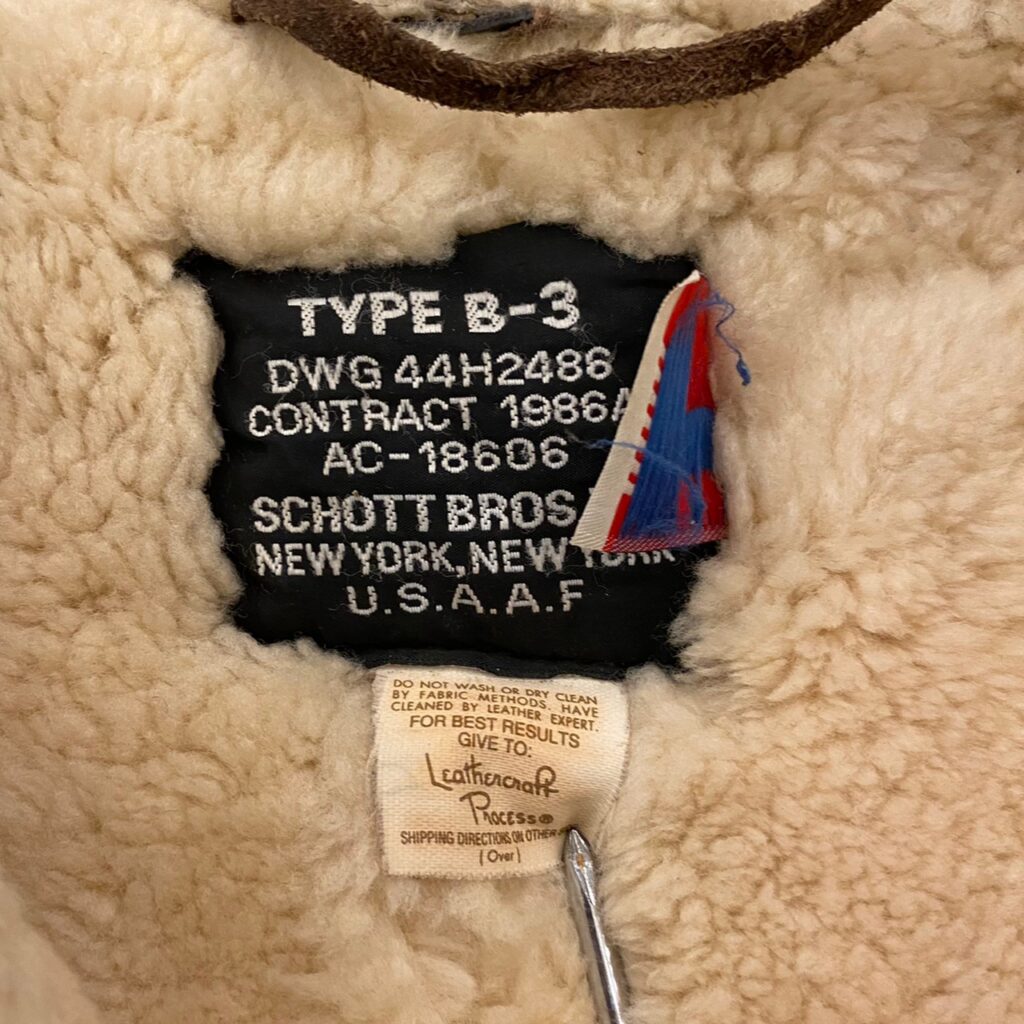 TYPE B-3
DWG 44H2486
CONTRACT 1986A
AC-18606
SCHOTT BROS
NEW YORK, NEW YORK
U.S.A.A.F
DO NOT WASH OR DRY CLEAN
BY FABRIC METHODS. HAVE
CLEANED BY LEATHER EXPERT.
FOR BEST RESULTS
GIVE TO:
Leathercraft
Process®
SHIPPING DIRECTIONS ON OTHER
(Over)